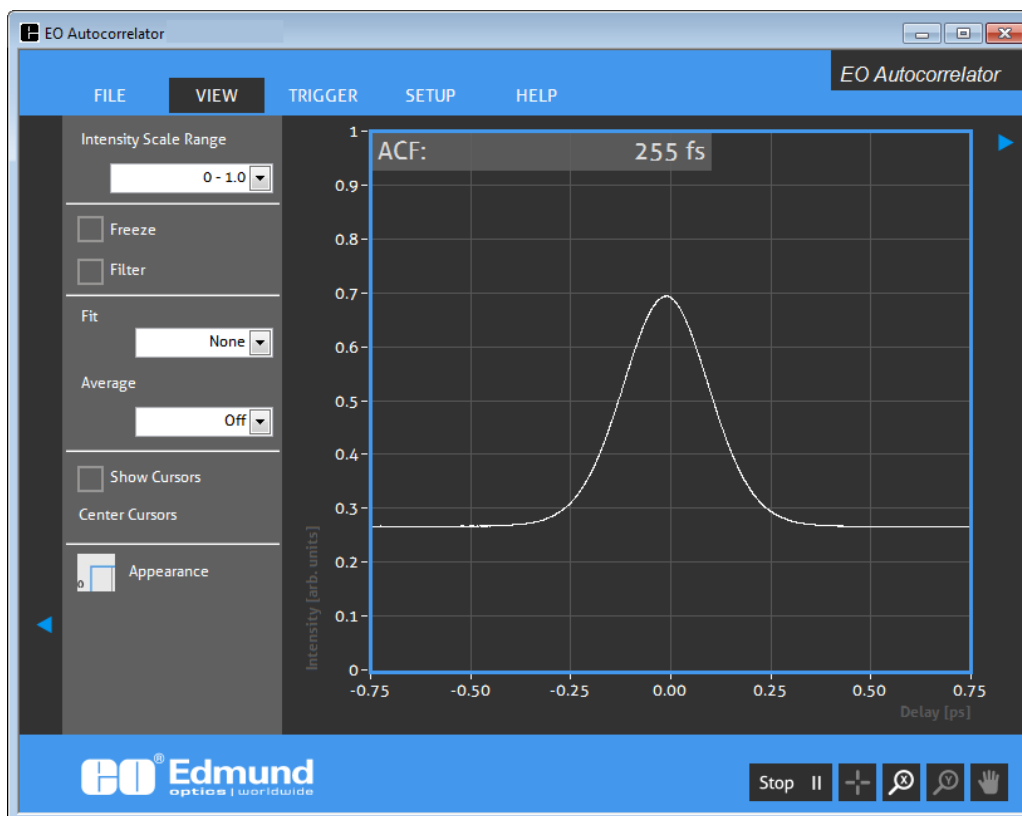 EO Autocorrelator
EO Autocorrelator
FILE VIEW TRIGGER SETUP HELP
Intensity Scale Range
0 - 1.0
Freeze
Filter
Fit
None
Average
Off
Show Cursors
Center Cursors
0
Appearance
ACF: 255 fs
1
0.9
0.8
0.7
0.6
0.5
0.4
0.3
0.2
0.1
0
Intensity [arb. units]
-0.75 -0.50 -0.25 0.00 0.25 0.50 0.75
Delay [ps]
EO® Edmund
optics | worldwide
Stop
X
Y